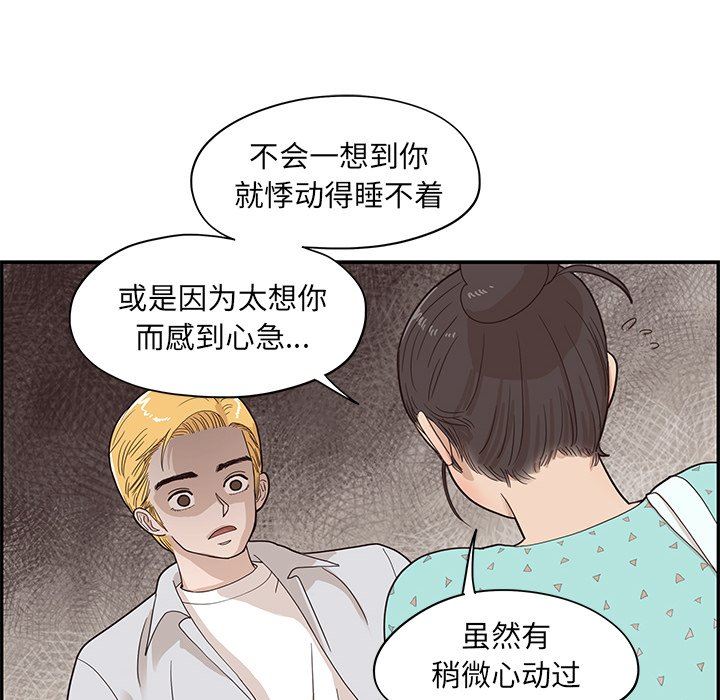 不会一想到你
就悸动得睡不着
或是因为太想你
而感到心急...
虽然有
稍微心动过